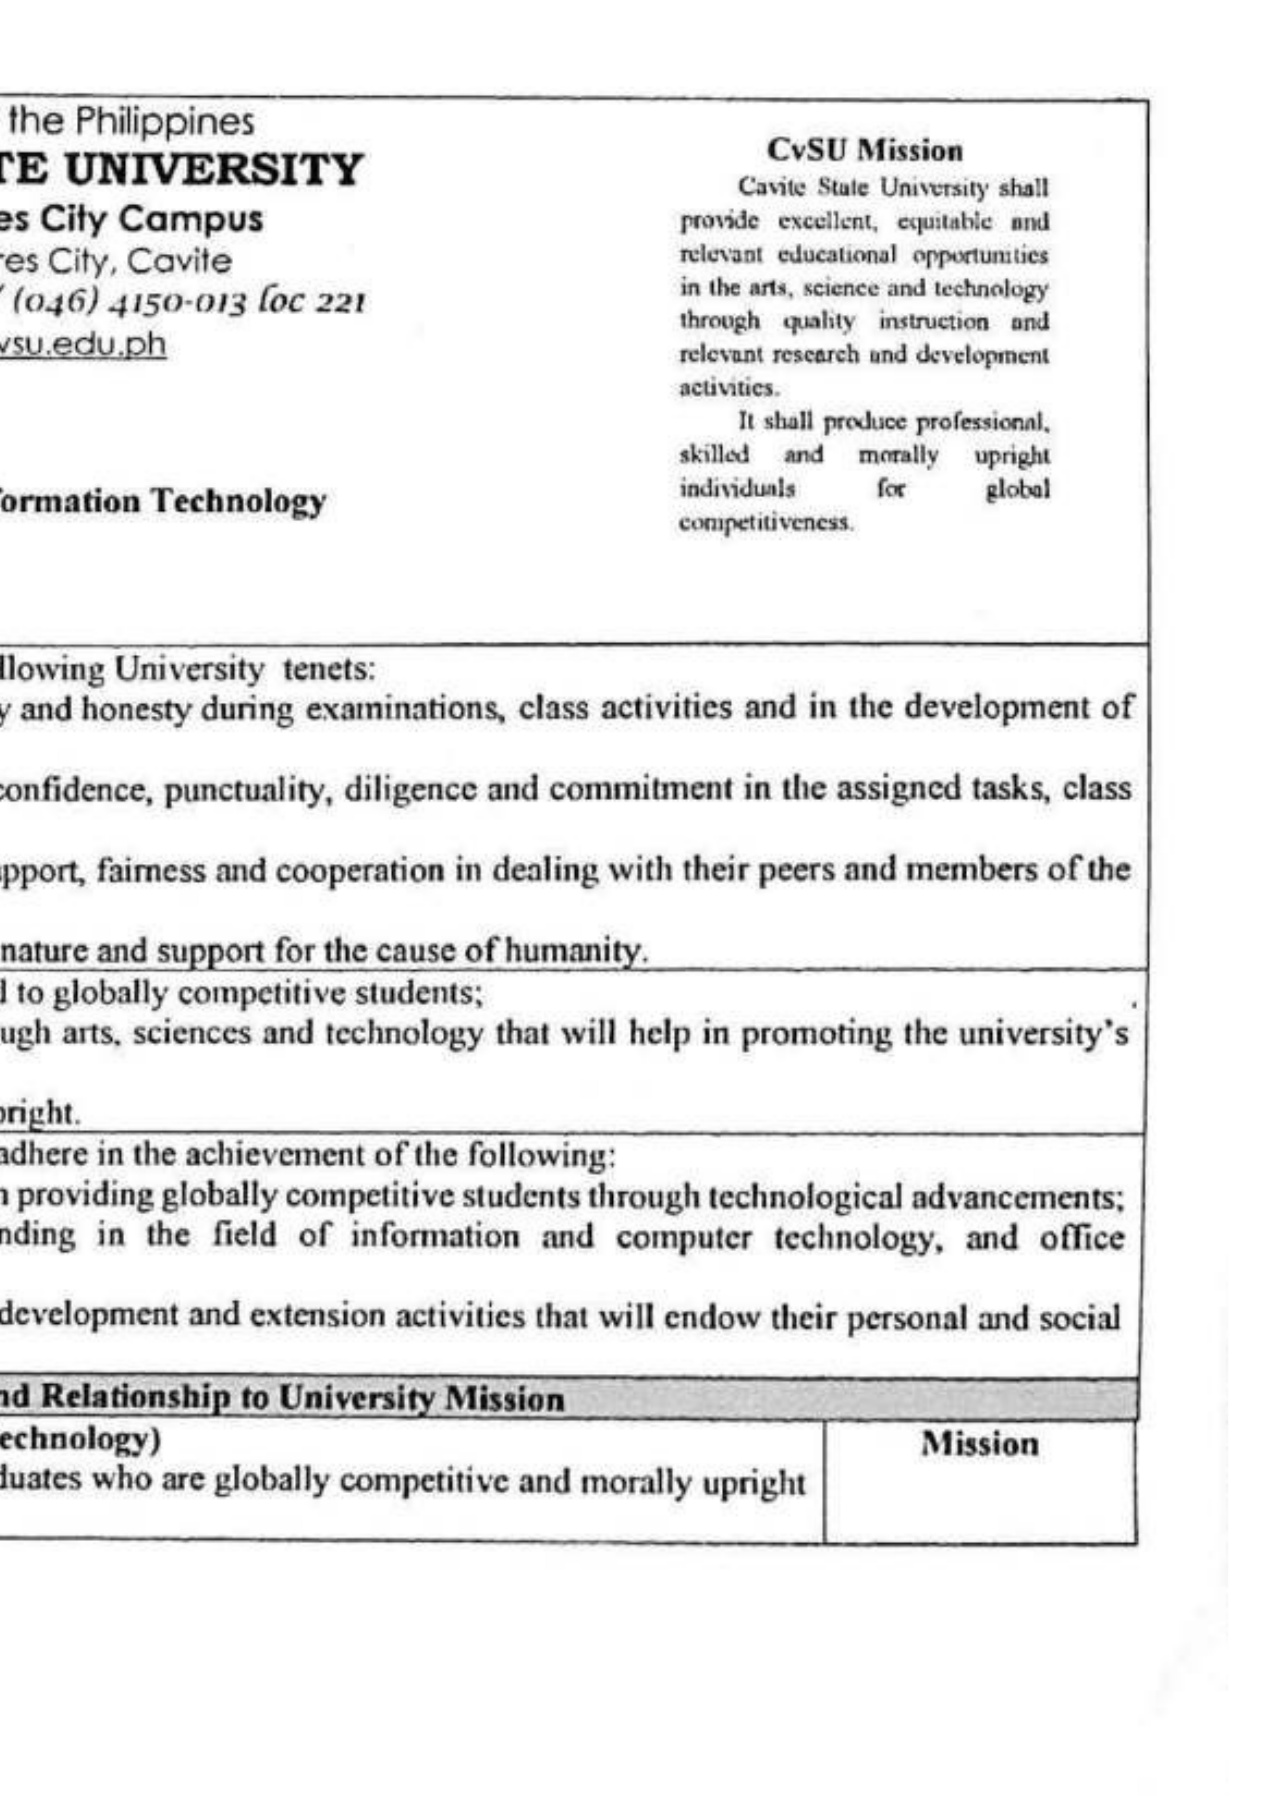 the Philippines
TE UNIVERSITY
es City Campus
res City, Cavite
(046) 4150-013 loc 221
vsu.edu.ph
formation Technology
CvSU Mission
Cavite State University shall
provide excellent, equitable and
relevant educational opportunities
in the arts, science and technology
through quality instruction and
relevant research and development
activities.
It shall produce professional,
skilled and morally upright
individuals for global
competitiveness.
llowing University tenets:
y and honesty during examinations, class activities and in the development of
confidence, punctuality, diligence and commitment in the assigned tasks, class
pport, fairness and cooperation in dealing with their peers and members of the
nature and support for the cause of humanity.
l to globally competitive students;
ugh arts, sciences and technology that will help in promoting the university's
pright.
adhere in the achievement of the following:
n providing globally competitive students through technological advancements;
nding in the field of information and computer technology, and office
development and extension activities that will endow their personal and social
nd Relationship to University Mission
echnology)
duates who are globally competitive and morally upright
Mission